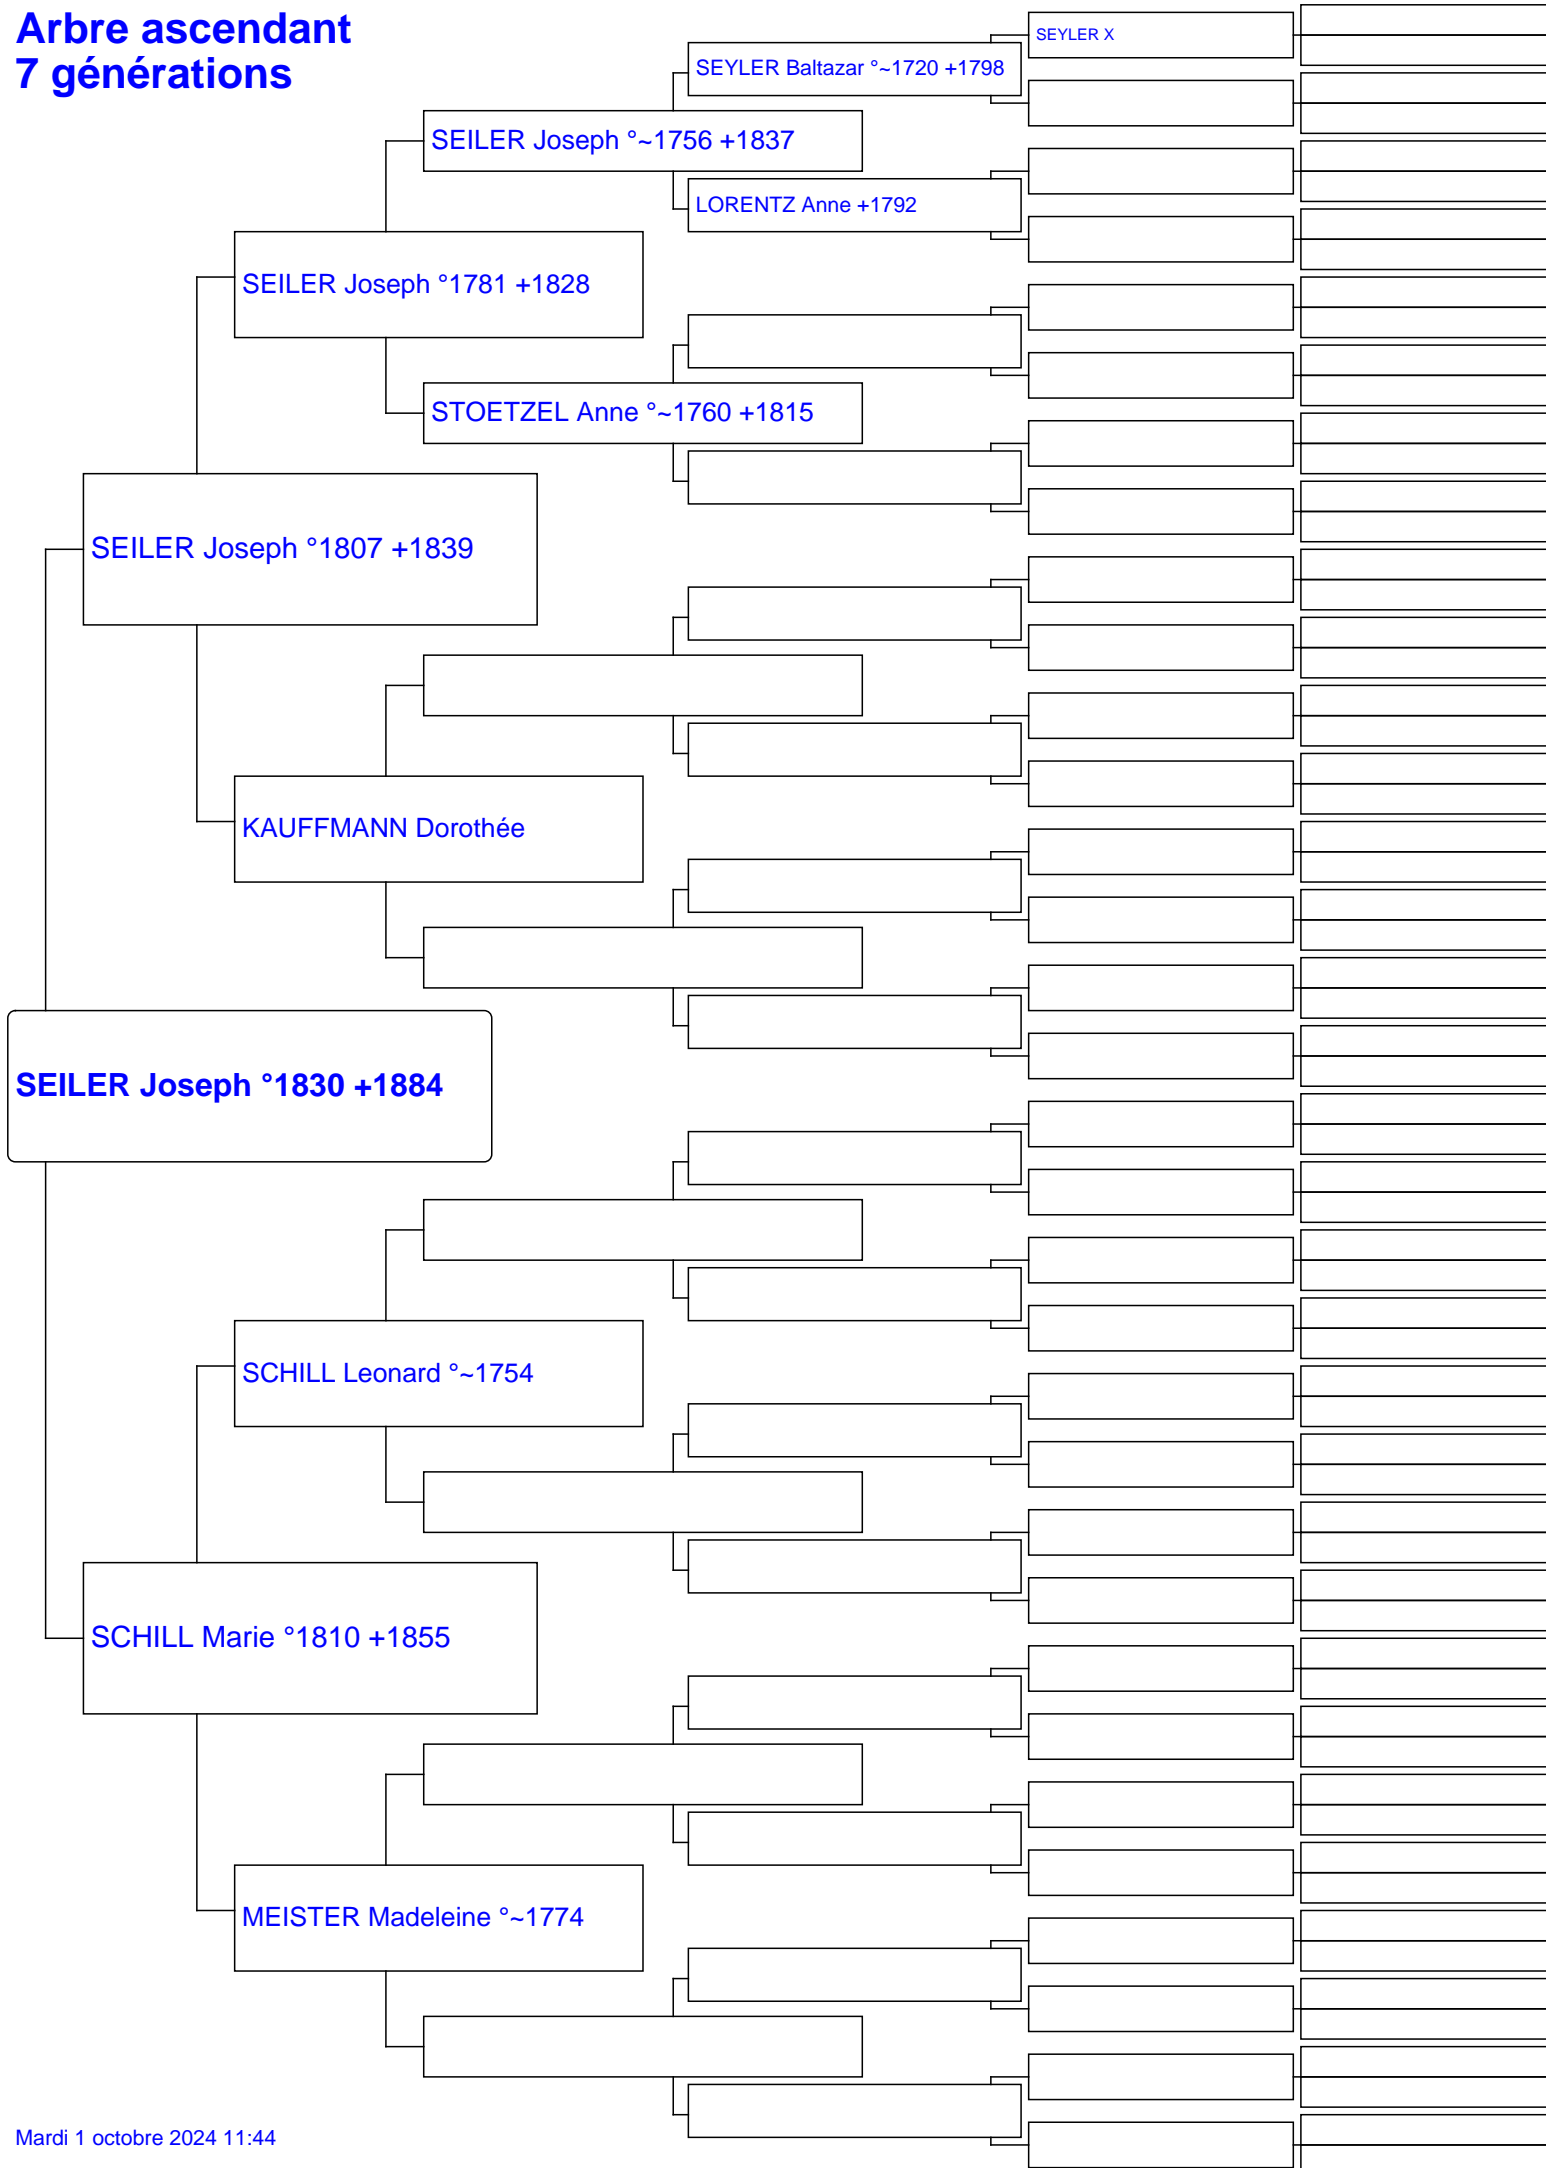 Arbre ascendant
7 générations
SEYLER X
SEYLER Baltazar °~1720 +1798
SEILER Joseph °~1756 +1837
LORENTZ Anne +1792
SEILER Joseph °1781 +1828
STOETZEL Anne °~1760 +1815
SEILER Joseph °1807 +1839
KAUFFMANN Dorothée
SEILER Joseph °1830 +1884
SCHILL Leonard °~1754
SCHILL Marie °1810 +1855
MEISTER Madeleine °~1774
Mardi 1 octobre 2024 11:44